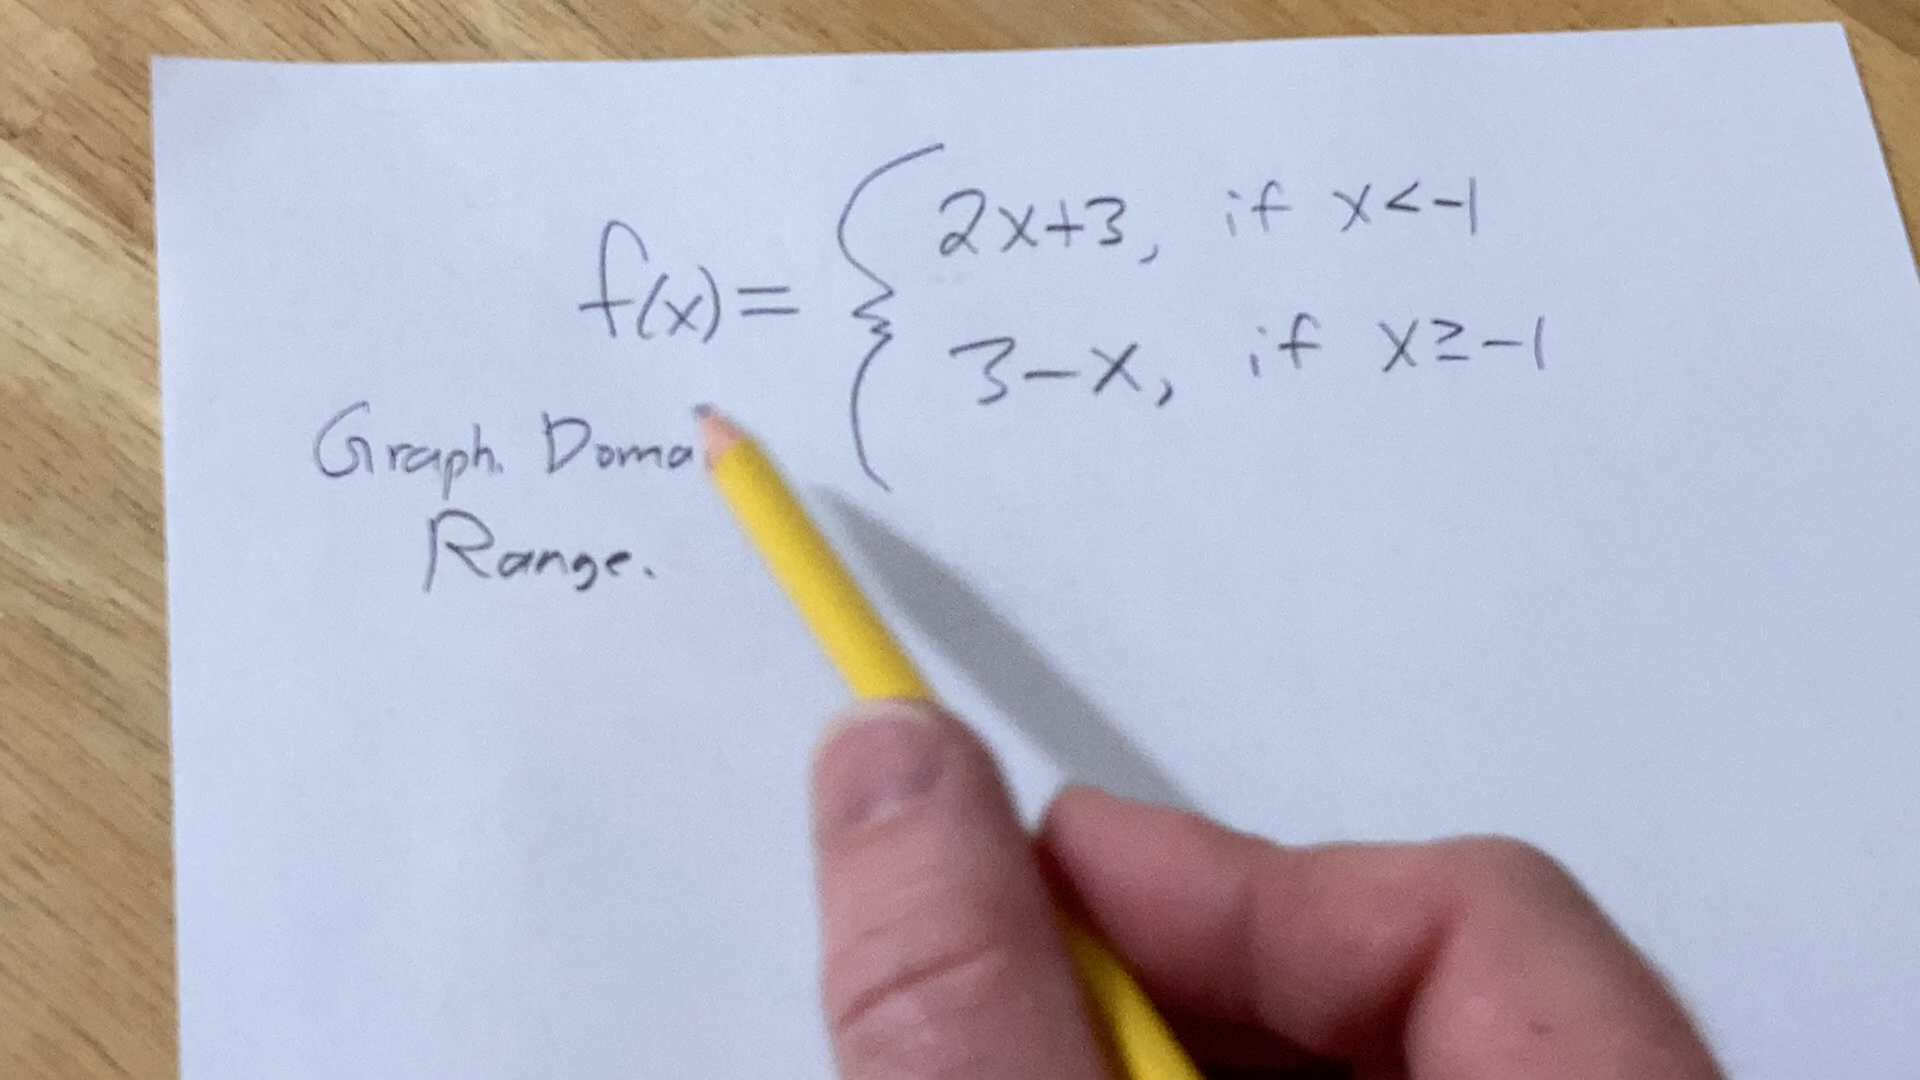 f(x) = { 2x+3, if x<-1
3-x, if x≥-1
Graph. Doma
Range.